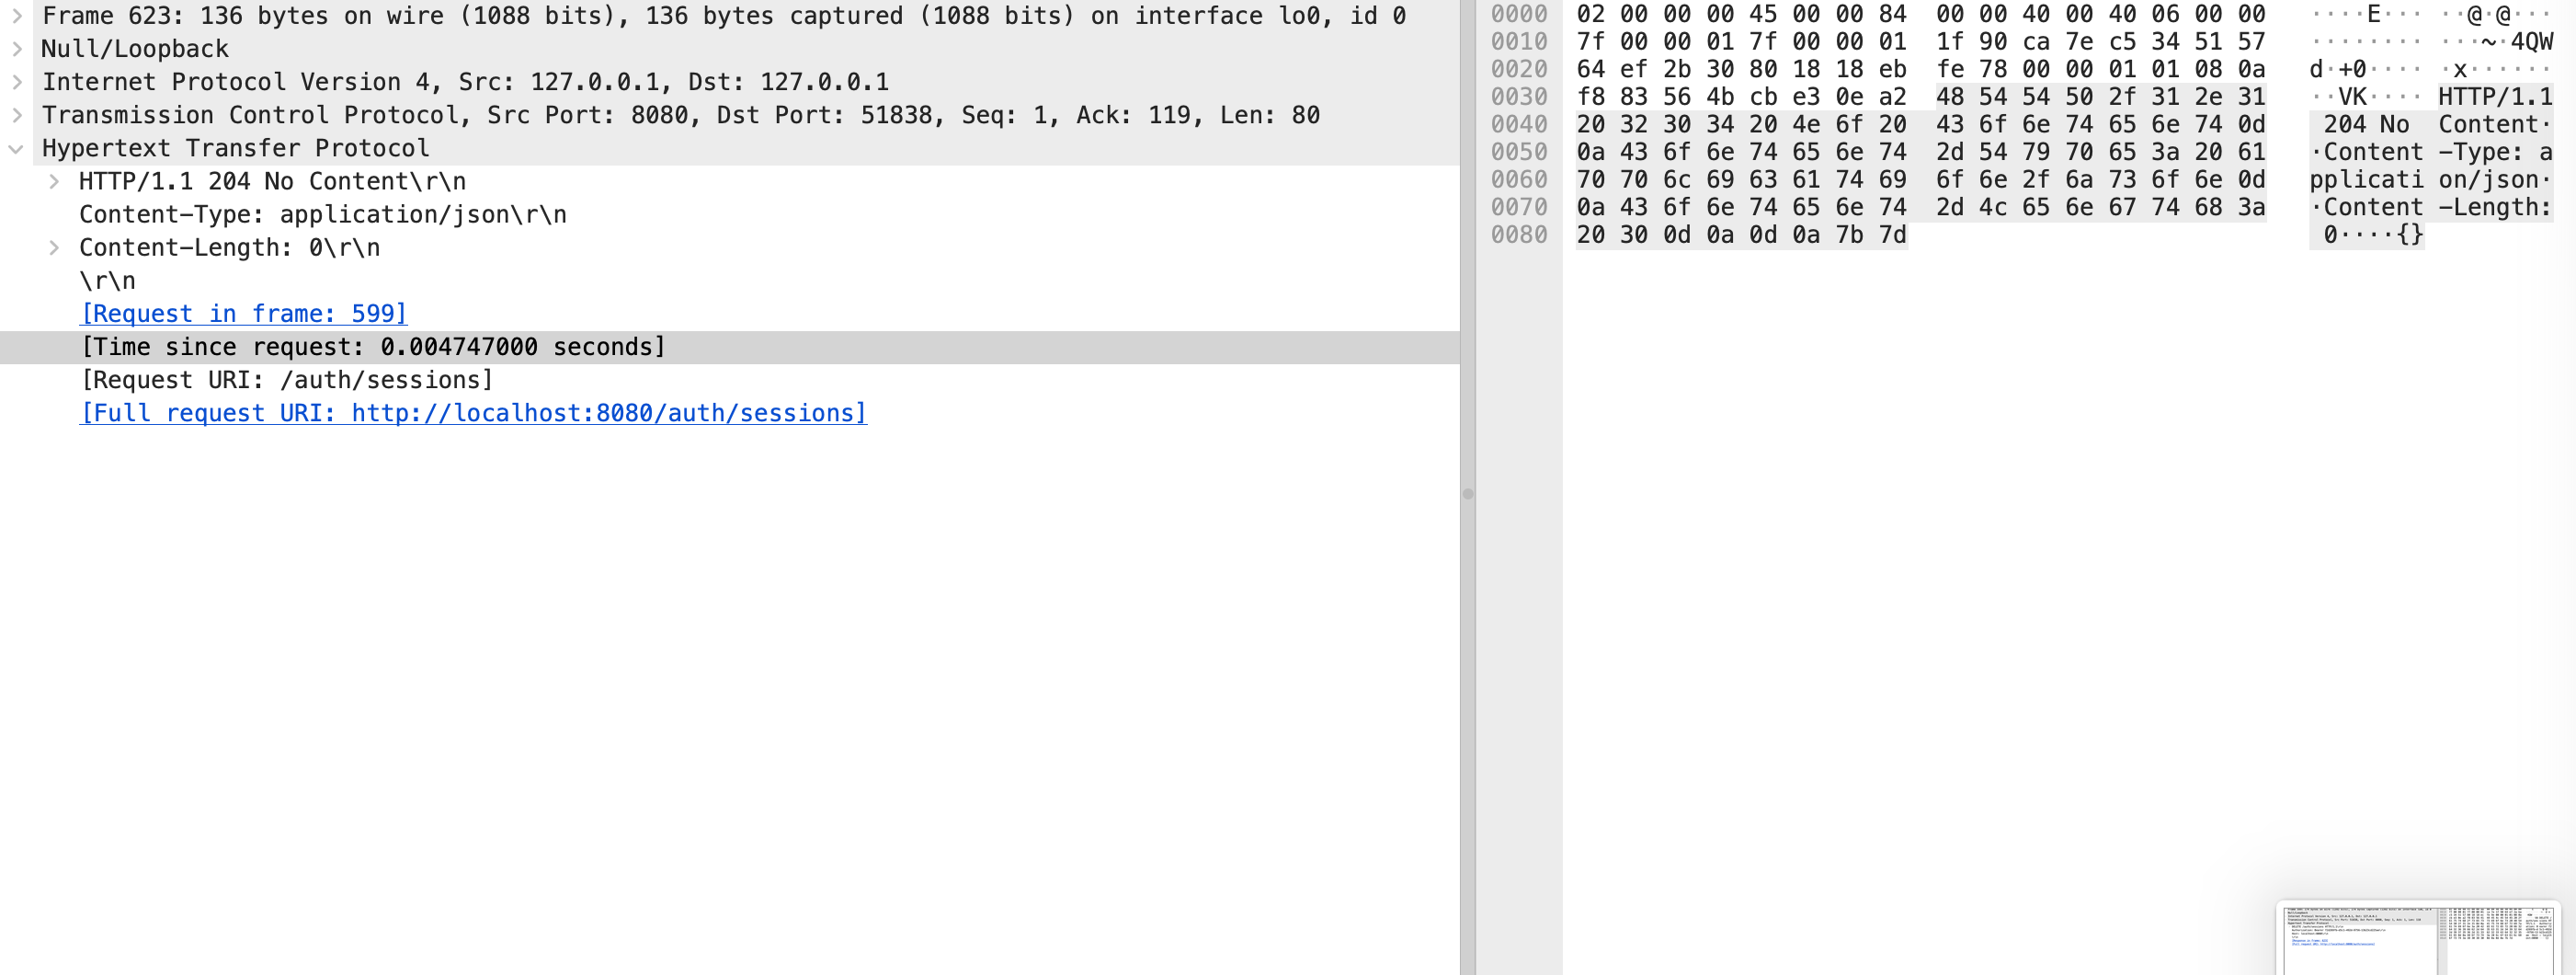 Frame 623: 136 bytes on wire (1088 bits), 136 bytes captured (1088 bits) on interface lo0, id 0
Null/Loopback
Internet Protocol Version 4, Src: 127.0.0.1, Dst: 127.0.0.1
Transmission Control Protocol, Src Port: 8080, Dst Port: 51838, Seq: 1, Ack: 119, Len: 80
Hypertext Transfer Protocol
HTTP/1.1 204 No Content\r\n
Content-Type: application/json\r\n
Content-Length: 0\r\n
\r\n
[Request in frame: 599]
[Time since request: 0.004747000 seconds]
[Request URI: /auth/sessions]
[Full request URI: http://localhost:8080/auth/sessions]
0000 02 00 00 00 45 00 00 84 00 00 40 00 40 06 00 00 ····E··· ··@·@···
0010 7f 00 00 01 7f 00 00 01 1f 90 ca 7e c5 34 51 57 ········ ···~·4QW
0020 64 ef 2b 30 80 18 18 eb fe 78 00 00 01 01 08 0a d·+0···· ·x······
0030 f8 83 56 4b cb e3 0e a2 48 54 54 50 2f 31 2e 31 ··VK···· HTTP/1.1
0040 20 32 30 34 20 4e 6f 20 43 6f 6e 74 65 6e 74 0d 204 No Content·
0050 0a 43 6f 6e 74 65 6e 74 2d 54 79 70 65 3a 20 61 ·Content -Type: a
0060 70 70 6c 69 63 61 74 69 6f 6e 2f 6a 73 6f 6e 0d pplicati on/json·
0070 0a 43 6f 6e 74 65 6e 74 2d 4c 65 6e 67 74 68 3a ·Content -Length:
0080 20 30 0d 0a 0d 0a 7b 7d 0····{}